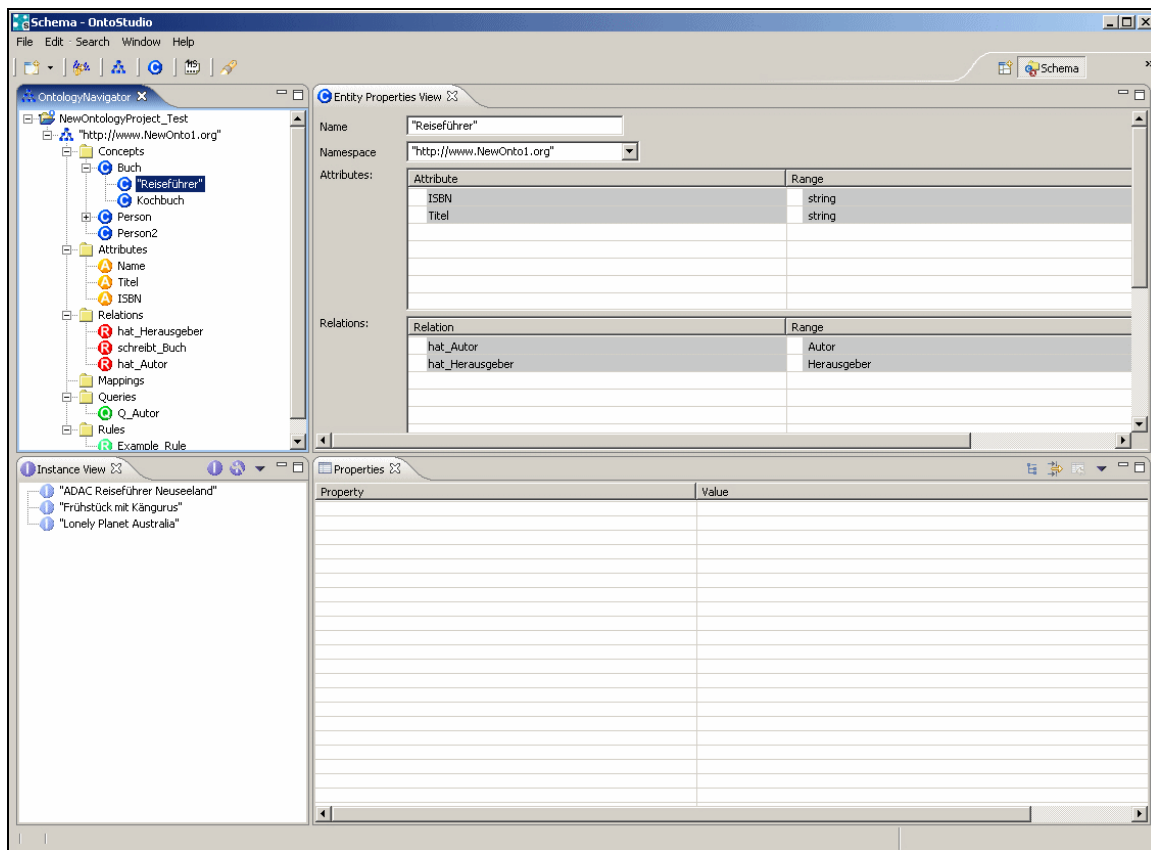 Schema - OntoStudio
File Edit Search Window Help
Schema
OntologyNavigator
NewOntologyProject_Test
"http://www.NewOnto1.org"
Concepts
Buch
"Reiseführer"
Kochbuch
Person
Person2
Attributes
Name
Titel
ISBN
Relations
hat_Herausgeber
schreibt_Buch
hat_Autor
Mappings
Queries
Q_Autor
Rules
Example_Rule
Entity Properties View
Name "Reiseführer"
Namespace "http://www.NewOnto1.org"
Attributes: Attribute Range
ISBN string
Titel string
Relations: Relation Range
hat_Autor Autor
hat_Herausgeber Herausgeber
Instance View
"ADAC Reiseführer Neuseeland"
"Frühstück mit Kängurus"
"Lonely Planet Australia"
Properties
Property Value